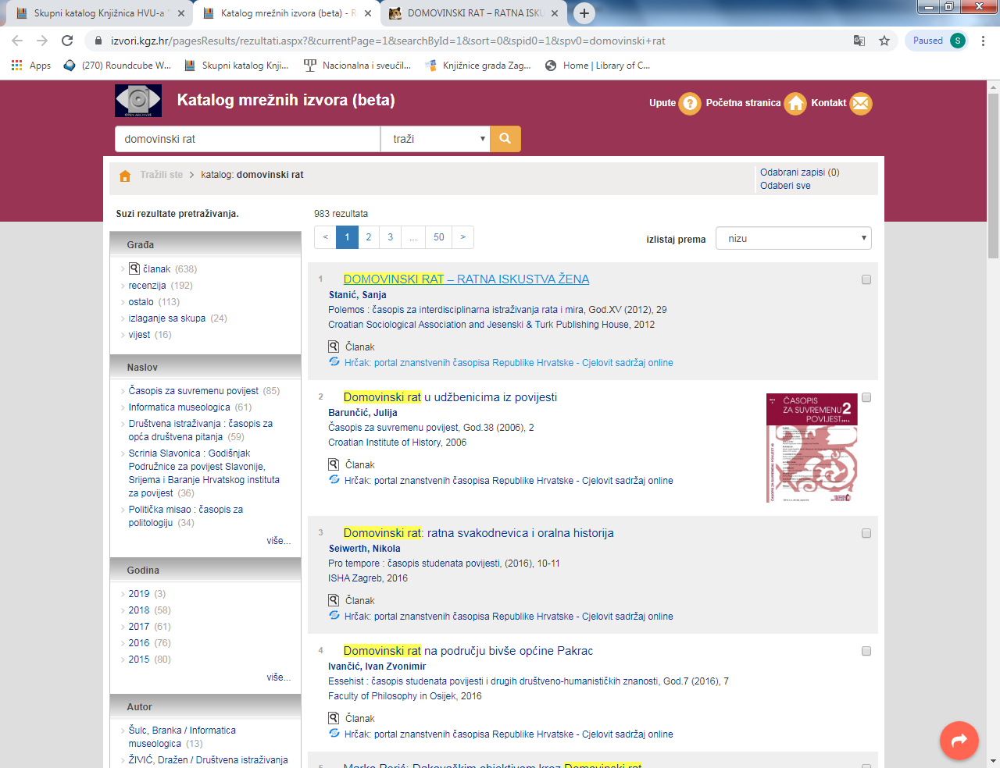 Skupni katalog Knjižnica HVU-a
Katalog mrežnih izvora (beta) - R
DOMOVINSKI RAT – RATNA ISKU
izvori.kgz.hr/pagesResults/rezultati.aspx?&currentPage=1&searchById=1&sort=0&spid0=1&spv0=domovinski+rat
Paused S
Apps
(270) Roundcube W...
Skupni katalog Knji...
Nacionalna i sveučil...
Knjižnice grada Zag...
Home | Library of C...
Katalog mrežnih izvora (beta)
Upute
Početna stranica
Kontakt
domovinski rat
traži
Tražili ste > katalog: domovinski rat
Odabrani zapisi (0)
Odaberi sve
Suzi rezultate pretraživanja.
Građa
članak (638)
recenzija (192)
ostalo (113)
izlaganje sa skupa (24)
vijest (16)
Naslov
Časopis za suvremenu povijest (85)
Informatica museologica (61)
Društvena istraživanja : časopis za
opća društvena pitanja (59)
Scrinia Slavonica : Godišnjak
Podružnice za povijest Slavonije,
Srijema i Baranje Hrvatskog instituta
za povijest (36)
Politička misao : časopis za
politologiju (34)
više...
Godina
2019 (3)
2018 (58)
2017 (61)
2016 (76)
2015 (80)
više...
Autor
Šulc, Branka / Informatica
museologica (13)
ŽIVIĆ, Dražen / Društvena istraživanja
983 rezultata
< 1 2 3 ... 50 >
izlistaj prema
nizu
1 DOMOVINSKI RAT – RATNA ISKUSTVA ŽENA
Stanić, Sanja
Polemos : časopis za interdisciplinarna istraživanja rata i mira, God.XV (2012), 29
Croatian Sociological Association and Jesenski & Turk Publishing House, 2012
Članak
Hrčak: portal znanstvenih časopisa Republike Hrvatske - Cjelovit sadržaj online
2 Domovinski rat u udžbenicima iz povijesti
Barunčić, Julija
Časopis za suvremenu povijest, God.38 (2006), 2
Croatian Institute of History, 2006
Članak
Hrčak: portal znanstvenih časopisa Republike Hrvatske - Cjelovit sadržaj online
ČASOPIS
ZA SUVREMENU 2
POVIJEST
3 Domovinski rat: ratna svakodnevica i oralna historija
Seiwerth, Nikola
Pro tempore : časopis studenata povijesti, (2016), 10-11
ISHA Zagreb, 2016
Članak
Hrčak: portal znanstvenih časopisa Republike Hrvatske - Cjelovit sadržaj online
4 Domovinski rat na području bivše općine Pakrac
Ivančić, Ivan Zvonimir
Essehist : časopis studenata povijesti i drugih društveno-humanističkih znanosti, God.7 (2016), 7
Faculty of Philosophy in Osijek, 2016
Članak
Hrčak: portal znanstvenih časopisa Republike Hrvatske - Cjelovit sadržaj online